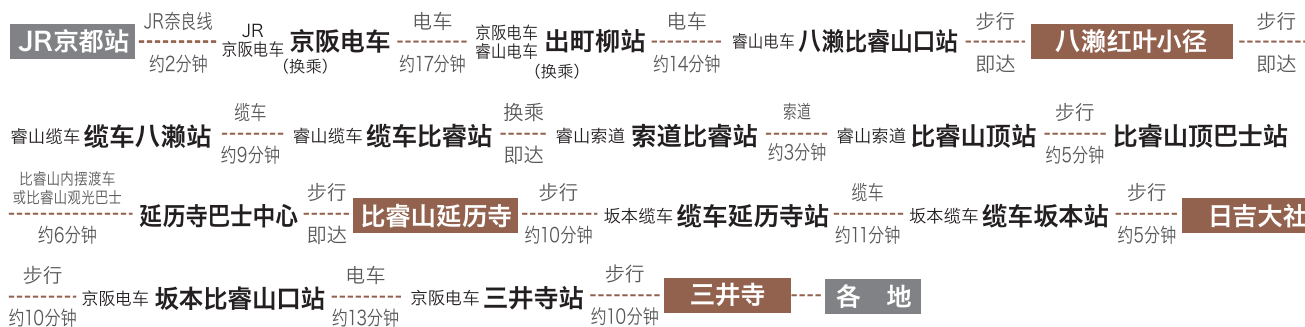 JR京都站 JR奈良线 约2分钟 JR 京阪电车 京阪电车 (换乘) 电车 约17分钟 京阪电车 睿山电车 出町柳站 (换乘) 电车 约14分钟 睿山电车 八濑比睿山口站 步行 即达 八濑红叶小径 步行 即达
睿山缆车 缆车八濑站 缆车 约9分钟 睿山缆车 缆车比睿站 换乘 即达 睿山索道 索道比睿站 索道 约3分钟 睿山索道 比睿山顶站 步行 约5分钟 比睿山顶巴士站
比睿山内摆渡车 或比睿山观光巴士 约6分钟 延历寺巴士中心 步行 即达 比睿山延历寺 步行 约10分钟 坂本缆车 缆车延历寺站 缆车 约11分钟 坂本缆车 缆车坂本站 步行 约5分钟 日吉大社
步行 约10分钟 京阪电车 坂本比睿山口站 电车 约13分钟 京阪电车 三井寺站 步行 约10分钟 三井寺 各 地